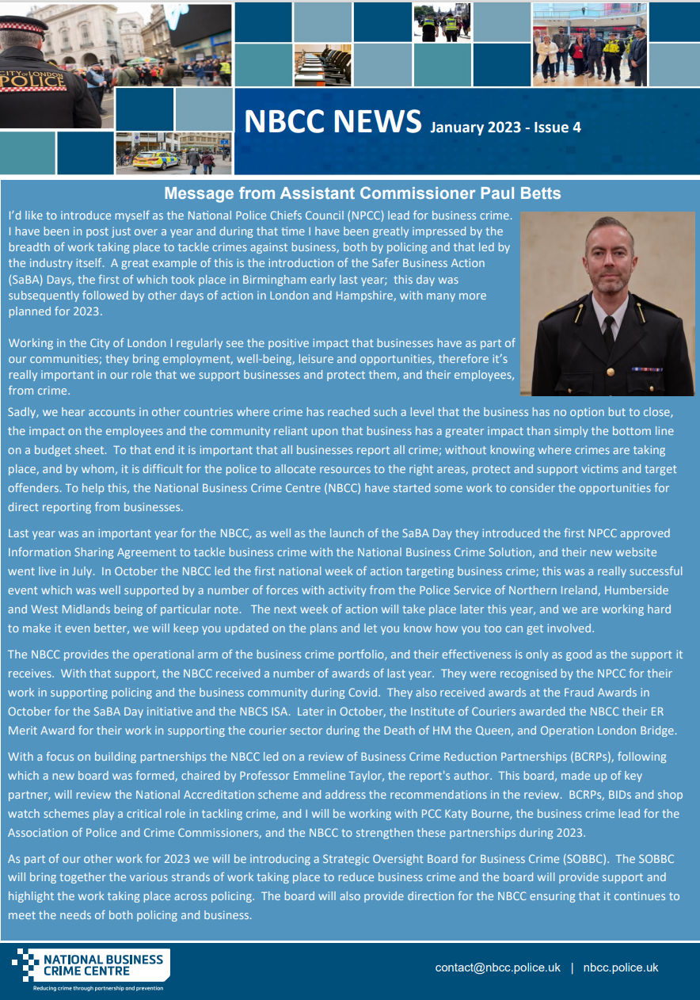 CITY OF LONDON
POLICE
NBCC NEWS January 2023 - Issue 4
Message from Assistant Commissioner Paul Betts
I'd like to introduce myself as the National Police Chiefs Council (NPCC) lead for business crime.
I have been in post just over a year and during that time I have been greatly impressed by the
breadth of work taking place to tackle crimes against business, both by policing and that led by
the industry itself.  A great example of this is the introduction of the Safer Business Action
(SaBA) Days, the first of which took place in Birmingham early last year;  this day was
subsequently followed by other days of action in London and Hampshire, with many more
planned for 2023.
Working in the City of London I regularly see the positive impact that businesses have as part of
our communities; they bring employment, well-being, leisure and opportunities, therefore it's
really important in our role that we support businesses and protect them, and their employees,
from crime.
Sadly, we hear accounts in other countries where crime has reached such a level that the business has no option but to close,
the impact on the employees and the community reliant upon that business has a greater impact than simply the bottom line
on a budget sheet.  To that end it is important that all businesses report all crime; without knowing where crimes are taking
place, and by whom, it is difficult for the police to allocate resources to the right areas, protect and support victims and target
offenders. To help this, the National Business Crime Centre (NBCC) have started some work to consider the opportunities for
direct reporting from businesses.
Last year was an important year for the NBCC, as well as the launch of the SaBA Day they introduced the first NPCC approved
Information Sharing Agreement to tackle business crime with the National Business Crime Solution, and their new website
went live in July.  In October the NBCC led the first national week of action targeting business crime; this was a really successful
event which was well supported by a number of forces with activity from the Police Service of Northern Ireland, Humberside
and West Midlands being of particular note.   The next week of action will take place later this year, and we are working hard
to make it even better, we will keep you updated on the plans and let you know how you too can get involved.
The NBCC provides the operational arm of the business crime portfolio, and their effectiveness is only as good as the support it
receives.  With that support, the NBCC received a number of awards of last year.  They were recognised by the NPCC for their
work in supporting policing and the business community during Covid.  They also received awards at the Fraud Awards in
October for the SaBA Day initiative and the NBCS ISA.  Later in October, the Institute of Couriers awarded the NBCC their ER
Merit Award for their work in supporting the courier sector during the Death of HM the Queen, and Operation London Bridge.
With a focus on building partnerships the NBCC led on a review of Business Crime Reduction Partnerships (BCRPs), following
which a new board was formed, chaired by Professor Emmeline Taylor, the report's author.  This board, made up of key
partner, will review the National Accreditation scheme and address the recommendations in the review.  BCRPs, BIDs and shop
watch schemes play a critical role in tackling crime, and I will be working with PCC Katy Bourne, the business crime lead for the
Association of Police and Crime Commissioners, and the NBCC to strengthen these partnerships during 2023.
As part of our other work for 2023 we will be introducing a Strategic Oversight Board for Business Crime (SOBBC).  The SOBBC
will bring together the various strands of work taking place to reduce business crime and the board will provide support and
highlight the work taking place across policing.  The board will also provide direction for the NBCC ensuring that it continues to
meet the needs of both policing and business.
NATIONAL BUSINESS
CRIME CENTRE
Reducing crime through partnership and prevention
contact@nbcc.police.uk   |   nbcc.police.uk